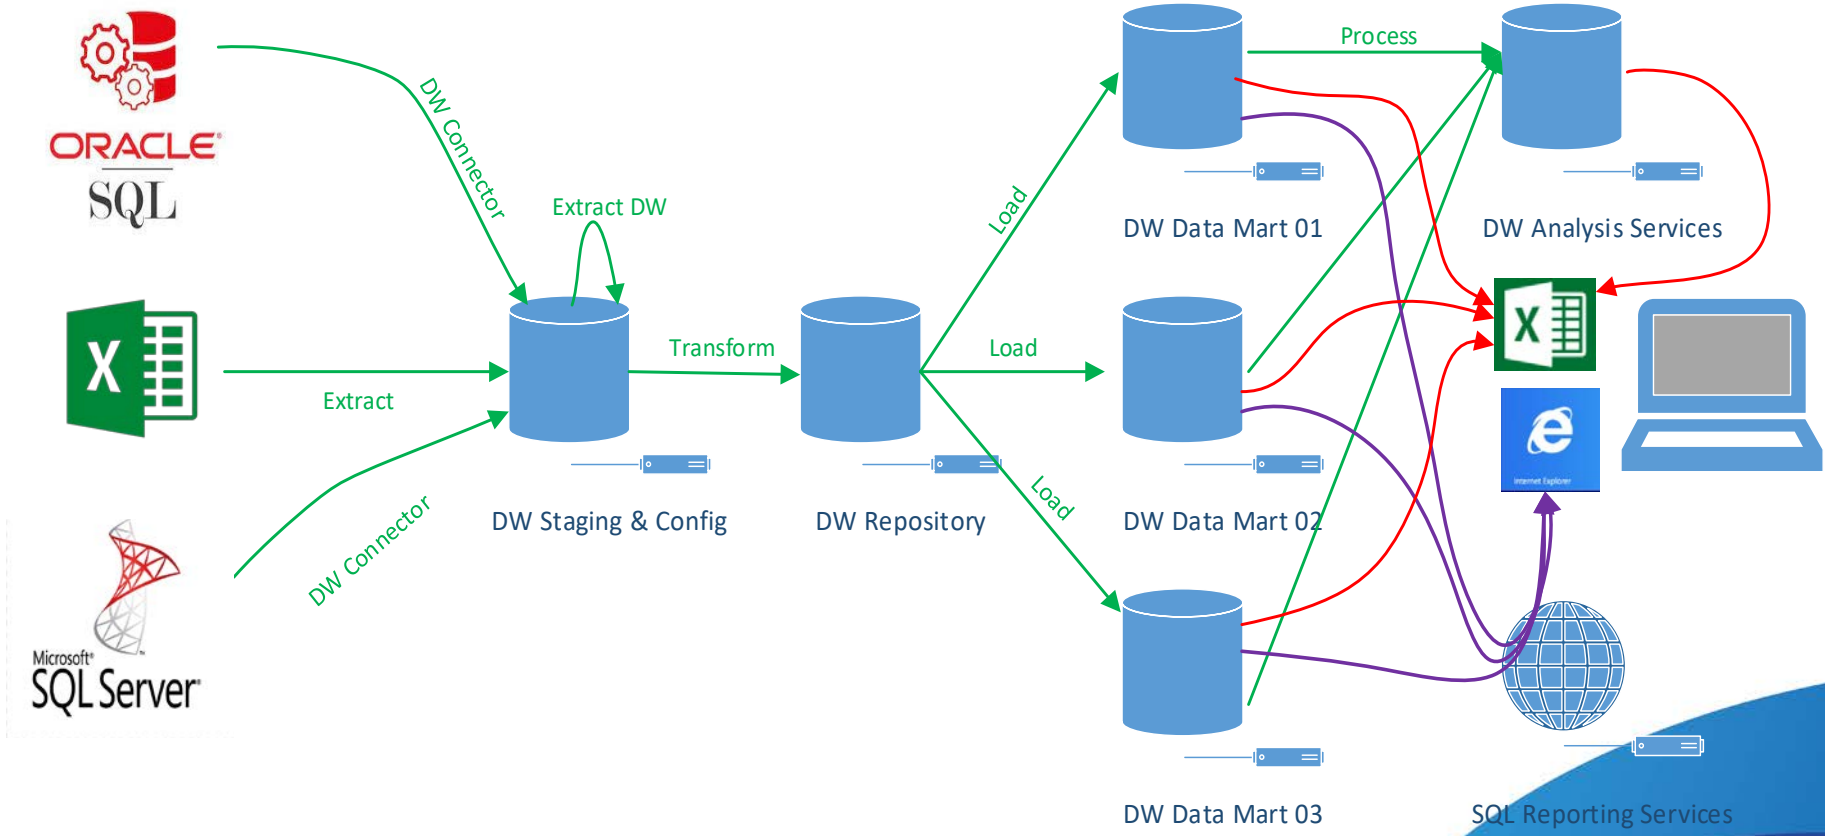 ORACLE®
SQL
DW Connector
Extract DW
Extract
Transform
DW Connector
Microsoft®
SQL Server®
DW Staging & Config
DW Repository
Load
Load
Load
Process
DW Data Mart 01
DW Analysis Services
X
X
e
Internet Explorer
DW Data Mart 02
DW Data Mart 03
SQL Reporting Services